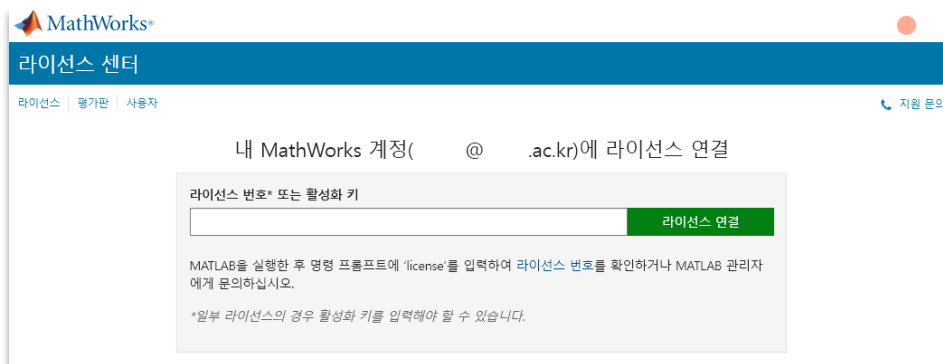 MathWorks®
라이선스 센터
라이선스 평가판 사용자
지원 문의
내 MathWorks 계정( @ .ac.kr)에 라이선스 연결
라이선스 번호* 또는 활성화 키
라이선스 연결
MATLAB을 실행한 후 명령 프롬프트에 'license'를 입력하여 라이선스 번호를 확인하거나 MATLAB 관리자
에게 문의하십시오.
*일부 라이선스의 경우 활성화 키를 입력해야 할 수 있습니다.